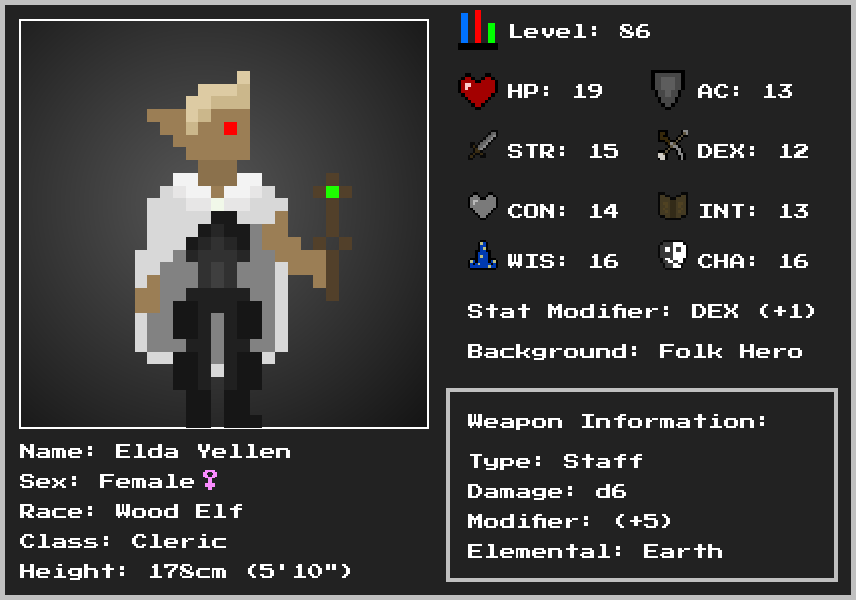 Level: 86
HP: 19
AC: 13
STR: 15
DEX: 12
CON: 14
INT: 13
WIS: 16
CHA: 16
Stat Modifier: DEX (+1)
Background: Folk Hero
Name: Elda Yellen
Sex: Female♀
Race: Wood Elf
Class: Cleric
Height: 178cm (5'10")
Weapon Information:
Type: Staff
Damage: d6
Modifier: (+5)
Elemental: Earth